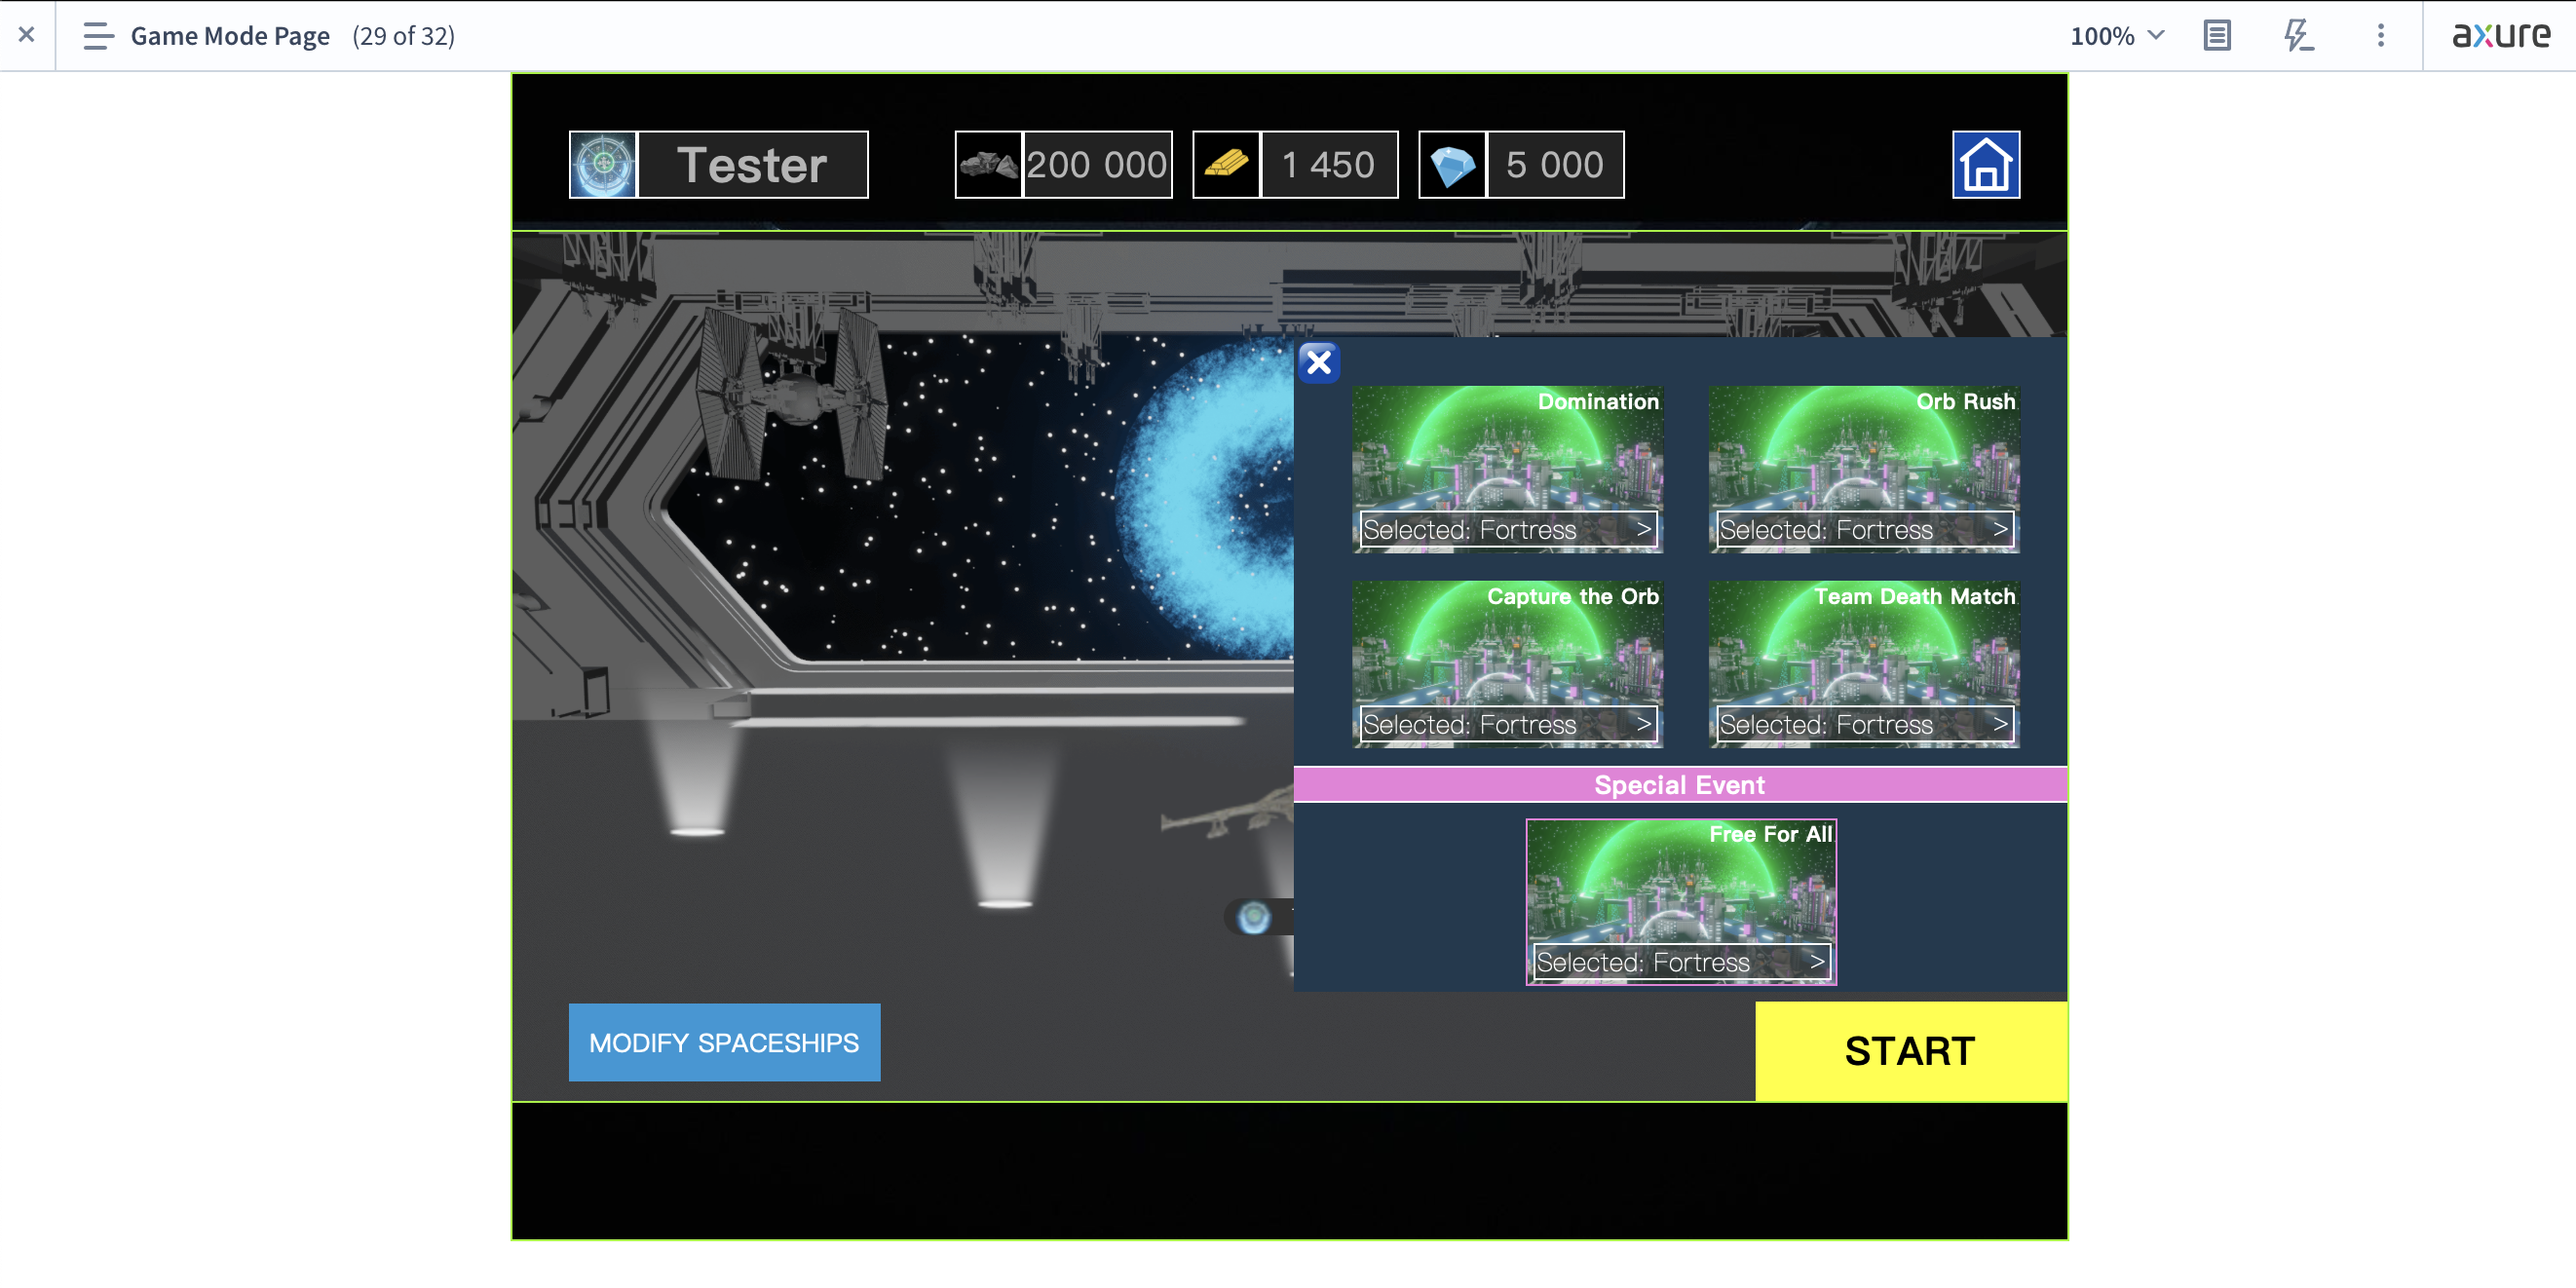 Game Mode Page (29 of 32)
100%
axure
Tester
200 000
1 450
5 000
Domination
Selected: Fortress >
Orb Rush
Selected: Fortress >
Capture the Orb
Selected: Fortress >
Team Death Match
Selected: Fortress >
Special Event
Free For All
Selected: Fortress >
MODIFY SPACESHIPS
START